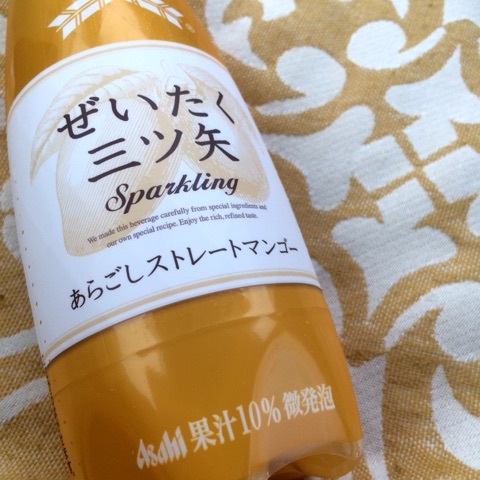 ぜいたく
三ツ矢
Sparkling
We made this beverage carefully from special ingredients and
our own special recipe. Enjoy the rich, refined taste.
あらごしストレートマンゴー
Asahi 果汁10% 微発泡